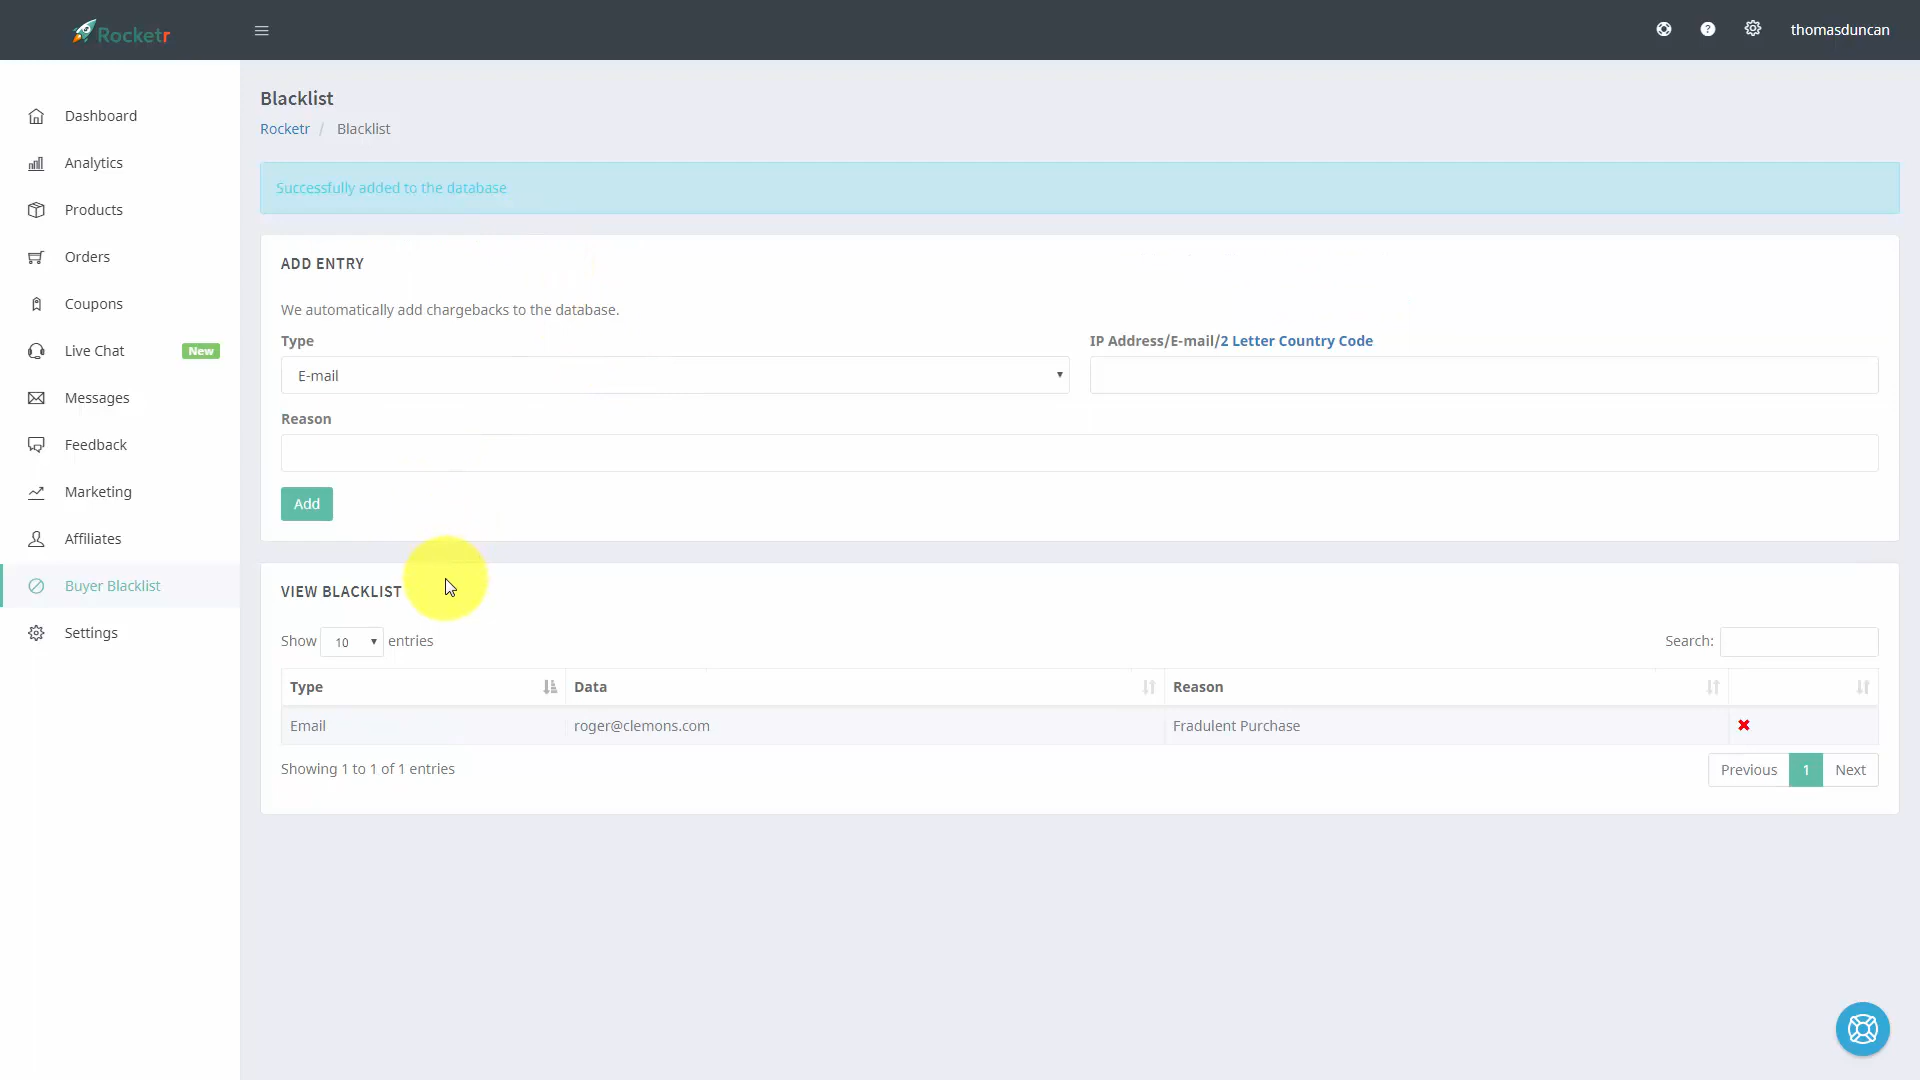 Rocketr
thomasduncan
Dashboard
Analytics
Products
Orders
Coupons
Live Chat New
Messages
Feedback
Marketing
Affiliates
Buyer Blacklist
Settings
Blacklist
Rocketr / Blacklist
Successfully added to the database
ADD ENTRY
We automatically add chargebacks to the database.
Type
IP Address/E-mail/2 Letter Country Code
E-mail
Reason
Add
VIEW BLACKLIST
Show 10 entries
Search:
Type Data Reason
Email roger@clemons.com Fradulent Purchase
Showing 1 to 1 of 1 entries
Previous 1 Next